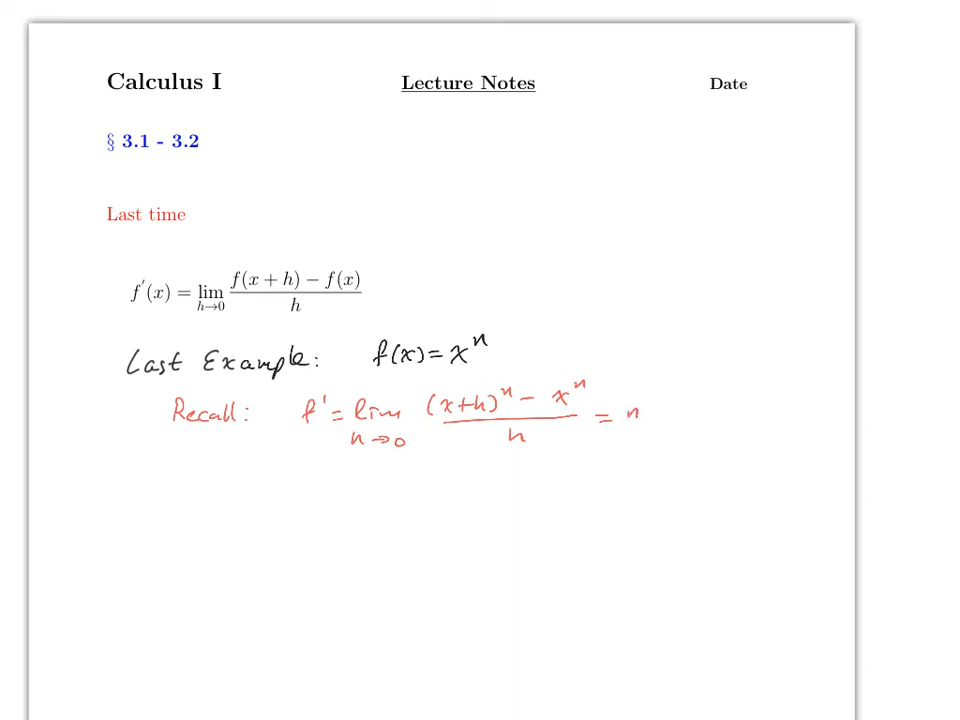 Calculus I Lecture Notes Date
§ 3.1 - 3.2
Last time
f′(x) = lim_{h→0} (f(x + h) − f(x))/h
Last Example: f(x) = x^n
Recall: f' = lim_{h→0} ((x+h)^n − x^n)/h = n